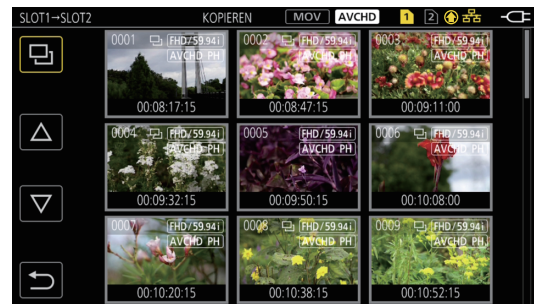 SLOT1→SLOT2 KOPIEREN MOV AVCHD 1 2
0001 FHD/59.94i 0002 FHD/59.94i 0003 FHD/59.94i
AVCHD PH AVCHD PH AVCHD PH
00:08:17:15 00:08:47:15 00:09:11:00
0004 FHD/59.94i 0005 FHD/59.94i 0006 FHD/59.94i
AVCHD PH AVCHD PH AVCHD PH
00:09:32:15 00:09:50:15 00:10:08:00
0007 FHD/59.94i 0008 FHD/59.94i 0009 FHD/59.94i
AVCHD PH AVCHD PH AVCHD PH
00:10:20:15 00:10:38:15 00:10:52:15